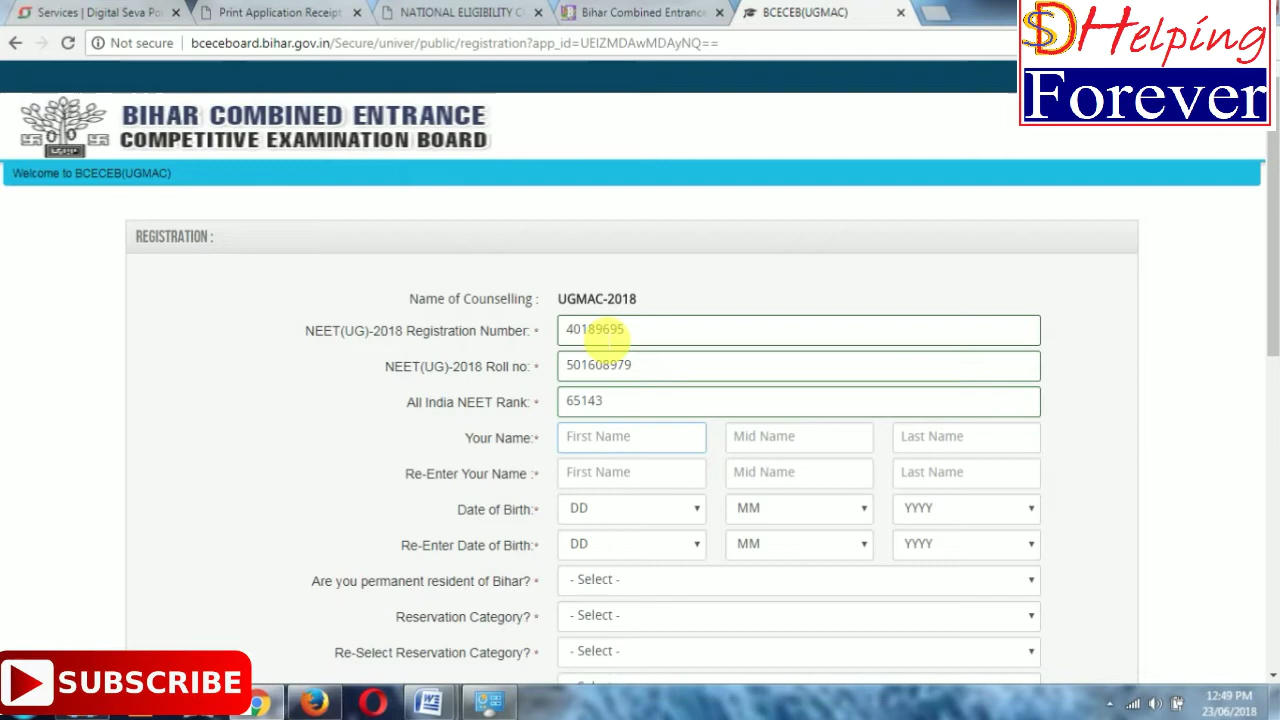 Services | Digital Seva Po
Print Application Receipt
NATIONAL ELIGIBILITY C
Bihar Combined Entrance
BCECEB(UGMAC)
Not secure
bceceboard.bihar.gov.in/Secure/univer/public/registration?app_id=UEIZMDAwMDAyNQ==
SDHelping
Forever
BIHAR COMBINED ENTRANCE
COMPETITIVE EXAMINATION BOARD
Welcome to BCECEB(UGMAC)
REGISTRATION :
Name of Counselling : UGMAC-2018
NEET(UG)-2018 Registration Number: * 40189695
NEET(UG)-2018 Roll no: * 501608979
All India NEET Rank: * 65143
Your Name:* First Name Mid Name Last Name
Re-Enter Your Name :* First Name Mid Name Last Name
Date of Birth:* DD MM YYYY
Re-Enter Date of Birth:* DD MM YYYY
Are you permanent resident of Bihar? * - Select -
Reservation Category? * - Select -
Re-Select Reservation Category? * - Select -
SUBSCRIBE
12:49 PM
23/06/2018